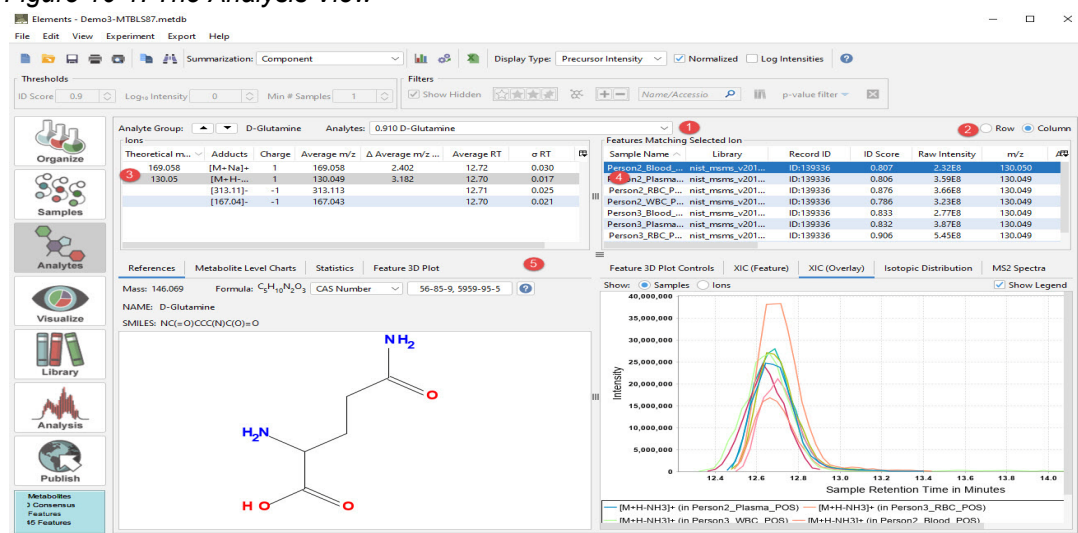 Figure 10-1: The Analysis View
Elements - Demo3-MTBLS87.metdb
File Edit View Experiment Export Help
Summarization: Component Display Type: Precursor Intensity Normalized Log Intensities
Thresholds Filters
ID Score 0.9 Log₁₀ Intensity 0 Min # Samples 1 Show Hidden Name/Accessio p-value filter
Organize
Samples
Analytes
Visualize
Library
Analysis
Publish
Metabolites
Consensus
Features
Features
Analyte Group: D-Glutamine Analytes: 0.910 D-Glutamine 1 2 Row Column
Ions
Theoretical m... Adducts Charge Average m/z Δ Average m/z ... Average RT σ RT
169.058 [M+Na]+ 1 169.058 2.402 12.72 0.030
3 130.05 [M+H-... 1 130.049 3.182 12.70 0.017
[313.11]- -1 313.113 12.71 0.025
[167.04]- -1 167.043 12.70 0.021
Features Matching Selected Ion
Sample Name Library Record ID ID Score Raw Intensity m/z
Person2_Blood_... nist_msms_v201... ID:139336 0.807 2.32E8 130.050
4 Person2_Plasma... nist_msms_v201... ID:139336 0.806 3.59E8 130.049
Person2_RBC_P... nist_msms_v201... ID:139336 0.876 3.66E8 130.049
Person2_WBC_P... nist_msms_v201... ID:139336 0.786 3.23E8 130.049
Person3_Blood_... nist_msms_v201... ID:139336 0.833 2.77E8 130.049
Person3_Plasma... nist_msms_v201... ID:139336 0.832 3.87E8 130.049
Person3_RBC_P... nist_msms_v201... ID:139336 0.906 5.45E8 130.049
References Metabolite Level Charts Statistics Feature 3D Plot 5
Mass: 146.069 Formula: C₅H₁₀N₂O₃ CAS Number 56-85-9, 5959-95-5
NAME: D-Glutamine
SMILES: NC(=O)CCC(N)C(O)=O
NH₂
O
H₂N
H O O
Feature 3D Plot Controls XIC (Feature) XIC (Overlay) Isotopic Distribution MS2 Spectra
Show: Samples Ions Show Legend
40,000,000
35,000,000
30,000,000
25,000,000
20,000,000
15,000,000
10,000,000
5,000,000
0
Intensity
12.4 12.6 12.8 13.0 13.2 13.4 13.6 13.8 14.0
Sample Retention Time in Minutes
[M+H-NH3]+ (in Person2_Plasma_POS) [M+H-NH3]+ (in Person3_RBC_POS)
[M+H-NH3]+ (in Person3_WBC_POS) [M+H-NH3]+ (in Person2_Blood_POS)